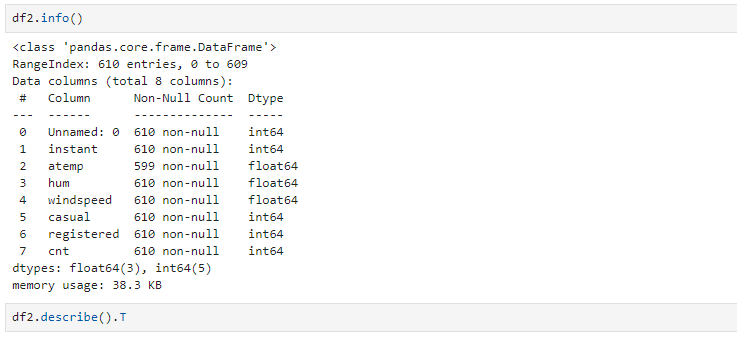 df2.info()
<class 'pandas.core.frame.DataFrame'>
RangeIndex: 610 entries, 0 to 609
Data columns (total 8 columns):
 #   Column      Non-Null Count  Dtype
---  ------      --------------  -----
 0   Unnamed: 0  610 non-null    int64
 1   instant     610 non-null    int64
 2   atemp       599 non-null    float64
 3   hum         610 non-null    float64
 4   windspeed   610 non-null    float64
 5   casual      610 non-null    int64
 6   registered  610 non-null    int64
 7   cnt         610 non-null    int64
dtypes: float64(3), int64(5)
memory usage: 38.3 KB
df2.describe().T